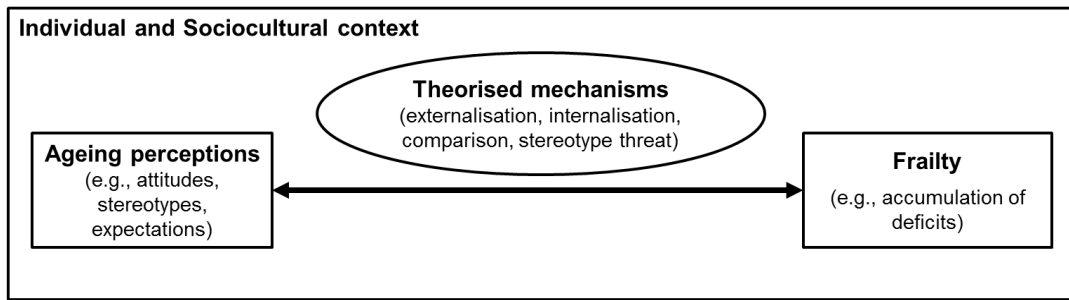 Individual and Sociocultural context
Theorised mechanisms
(externalisation, internalisation,
comparison, stereotype threat)
Ageing perceptions
(e.g., attitudes,
stereotypes,
expectations)
Frailty
(e.g., accumulation of
deficits)